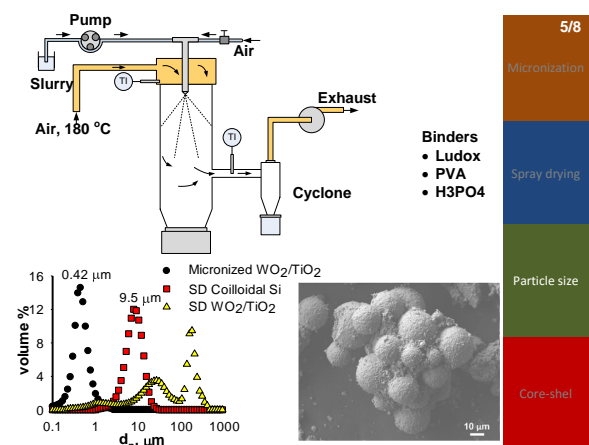 Pump
Air
Slurry
TI
Air, 180 °C
Exhaust
TI
Cyclone
Binders
• Ludox
• PVA
• H3PO4
5/8
Micronization
Spray drying
Particle size
Core-shel
0.42 μm
9.5 μm
Micronized WO2/TiO2
SD Coilloidal Si
SD WO2/TiO2
volume %
16
12
8
4
0
0.1 1 10 100 1000
μm
10 μm